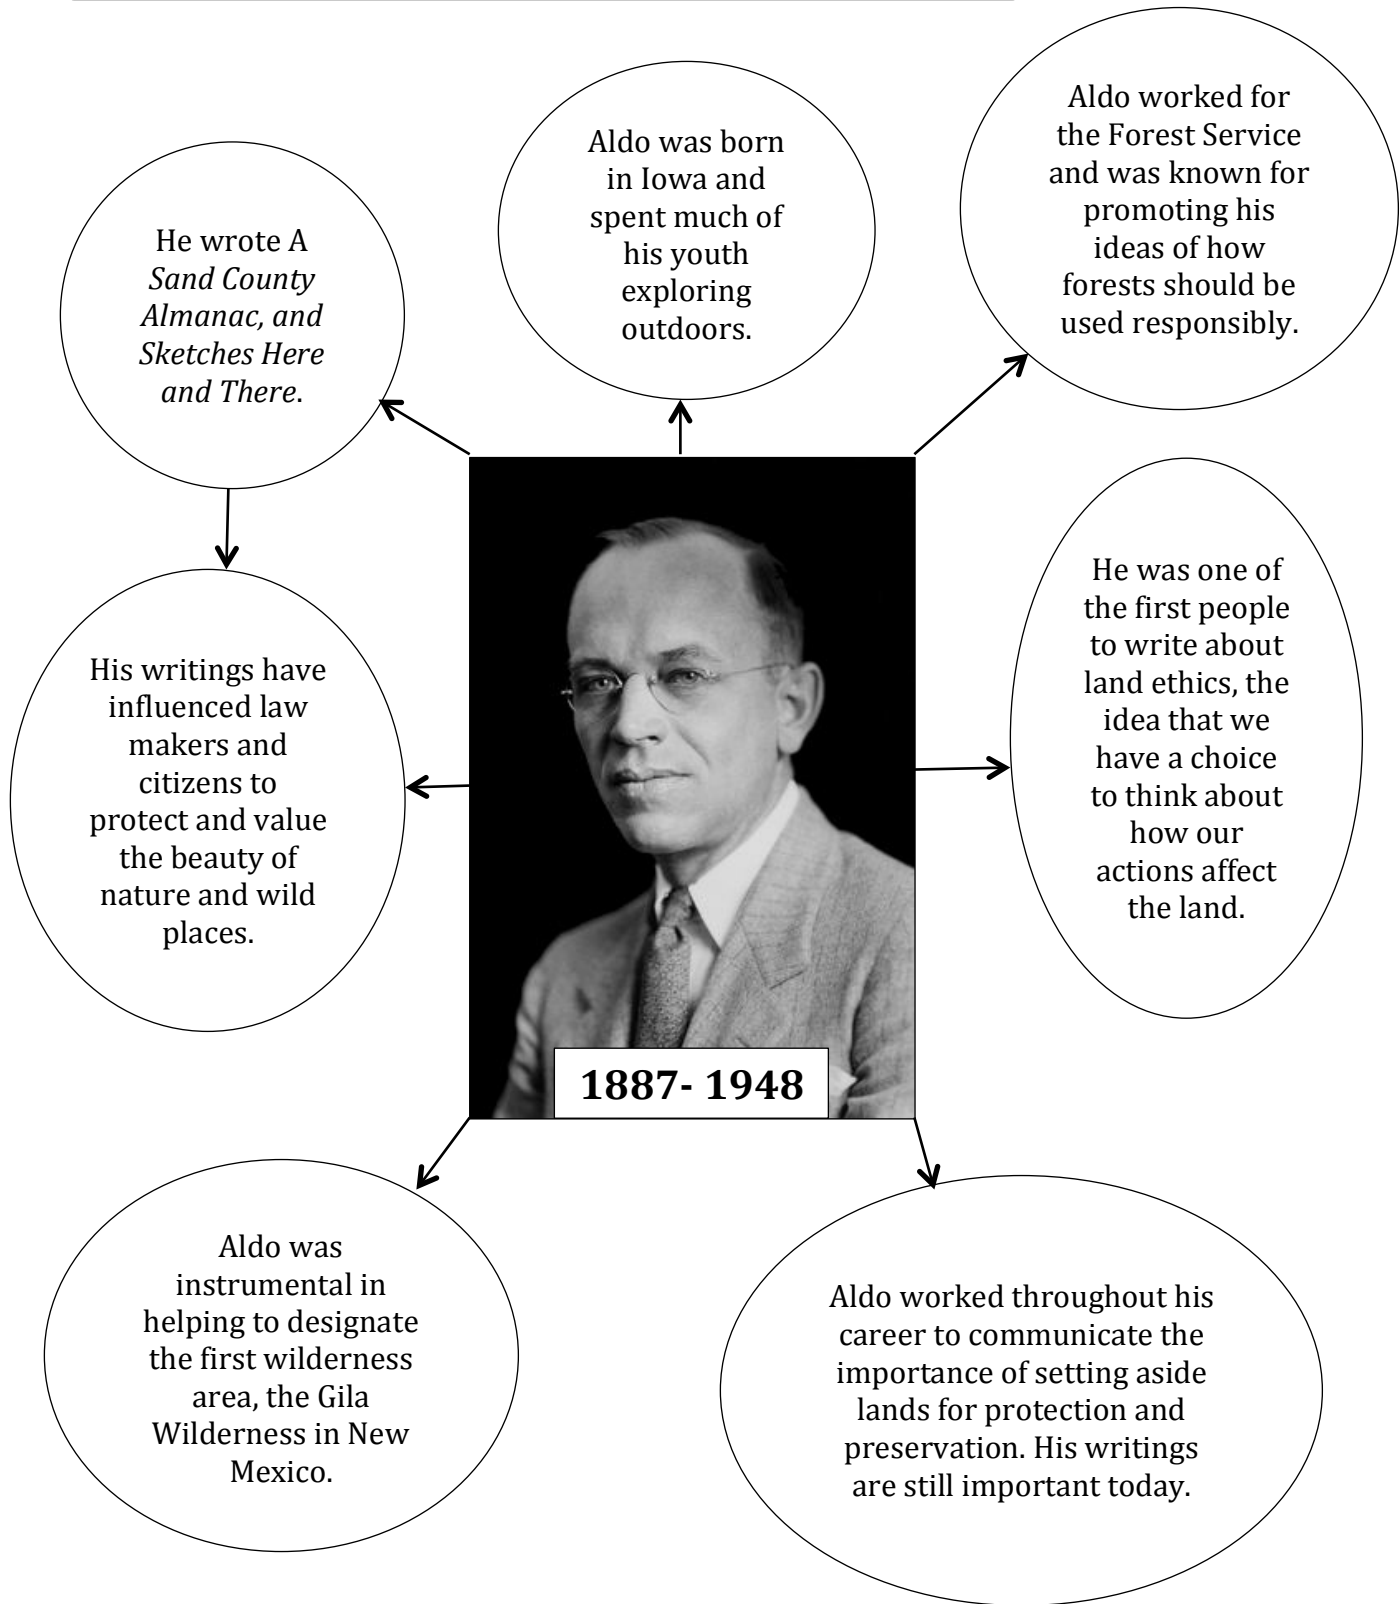 Aldo was born
in Iowa and
spent much of
his youth
exploring
outdoors.
Aldo worked for
the Forest Service
and was known for
promoting his
ideas of how
forests should be
used responsibly.
He wrote A
Sand County
Almanac, and
Sketches Here
and There.
He was one of
the first people
to write about
land ethics, the
idea that we
have a choice
to think about
how our
actions affect
the land.
His writings have
influenced law
makers and
citizens to
protect and value
the beauty of
nature and wild
places.
1887- 1948
Aldo was
instrumental in
helping to designate
the first wilderness
area, the Gila
Wilderness in New
Mexico.
Aldo worked throughout his
career to communicate the
importance of setting aside
lands for protection and
preservation. His writings
are still important today.